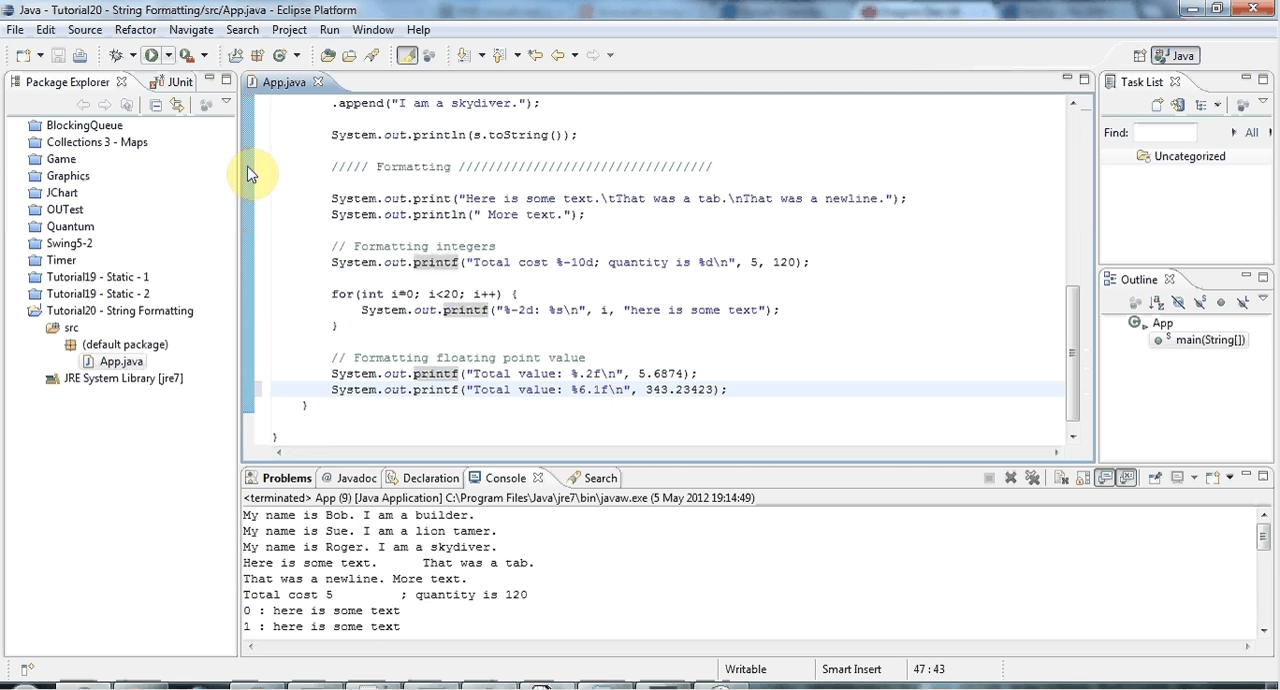 Java - Tutorial20 - String Formatting/src/App.java - Eclipse Platform
File Edit Source Refactor Navigate Search Project Run Window Help
Java
Package Explorer JUnit
BlockingQueue
Collections 3 - Maps
Game
Graphics
JChart
OUTest
Quantum
Swing5-2
Timer
Tutorial19 - Static - 1
Tutorial19 - Static - 2
Tutorial20 - String Formatting
src
(default package)
App.java
JRE System Library [jre7]
App.java
.append("I am a skydiver.");
System.out.println(s.toString());
///// Formatting //////////////////////////////////
System.out.print("Here is some text.\tThat was a tab.\nThat was a newline.");
System.out.println(" More text.");
// Formatting integers
System.out.printf("Total cost %-10d; quantity is %d\n", 5, 120);
for(int i=0; i<20; i++) {
System.out.printf("%-2d: %s\n", i, "here is some text");
}
// Formatting floating point value
System.out.printf("Total value: %.2f\n", 5.6874);
System.out.printf("Total value: %6.1f\n", 343.23423);
}
}
Task List
Find: All
Uncategorized
Outline
App
main(String[])
Problems @ Javadoc Declaration Console Search
<terminated> App (9) [Java Application] C:\Program Files\Java\jre7\bin\javaw.exe (5 May 2012 19:14:49)
My name is Bob. I am a builder.
My name is Sue. I am a lion tamer.
My name is Roger. I am a skydiver.
Here is some text. That was a tab.
That was a newline. More text.
Total cost 5 ; quantity is 120
0 : here is some text
1 : here is some text
Writable Smart Insert 47 : 43